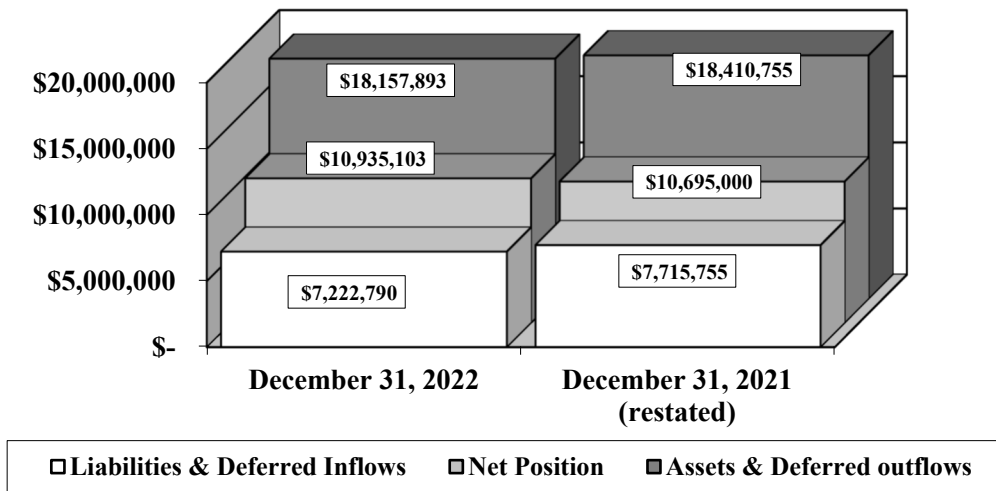 $20,000,000
$15,000,000
$10,000,000
$5,000,000
$-
$18,157,893
$18,410,755
$10,935,103
$10,695,000
$7,222,790
$7,715,755
December 31, 2022
December 31, 2021
(restated)
Liabilities & Deferred Inflows
Net Position
Assets & Deferred outflows